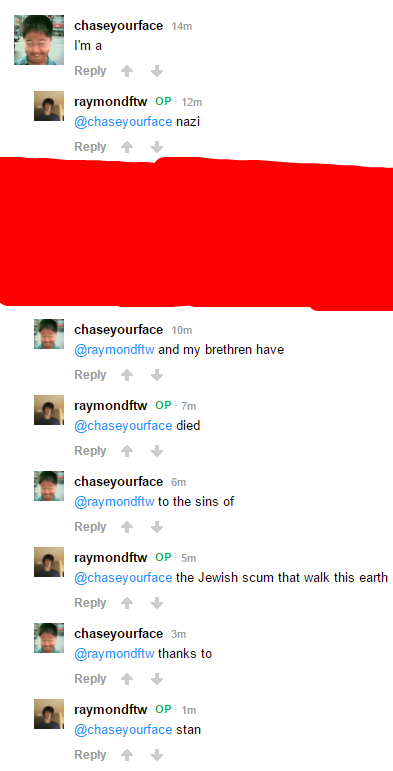 chaseyourface 14m
I'm a
Reply
raymondftw OP · 12m
@chaseyourface nazi
Reply
chaseyourface 10m
@raymondftw and my brethren have
Reply
raymondftw OP · 7m
@chaseyourface died
Reply
chaseyourface 6m
@raymondftw to the sins of
Reply
raymondftw OP · 5m
@chaseyourface the Jewish scum that walk this earth
Reply
chaseyourface 3m
@raymondftw thanks to
Reply
raymondftw OP · 1m
@chaseyourface stan
Reply